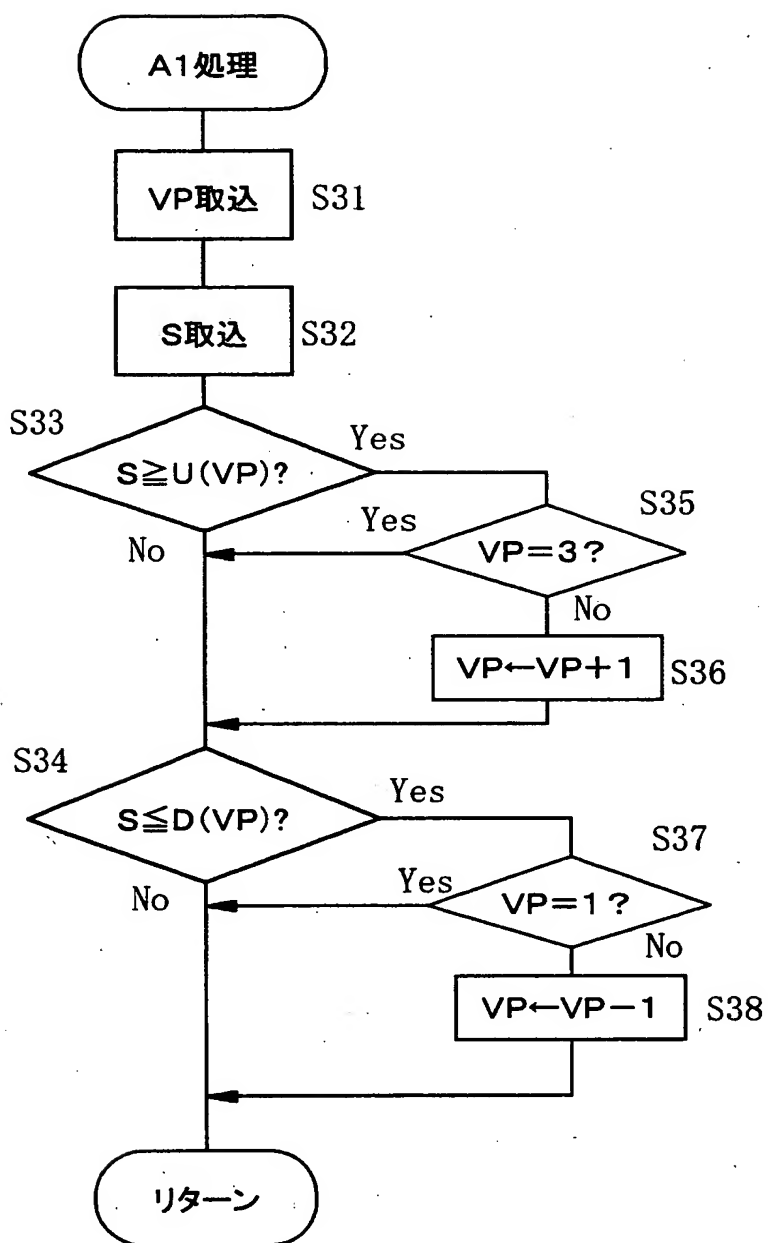 A1処理
VP取込
S31
S取込
S32
S33
S≧U(VP)?
Yes
No
S35
VP=3?
Yes
No
VP←VP+1
S36
S34
S≦D(VP)?
Yes
No
S37
VP=1?
Yes
No
VP←VP-1
S38
リターン